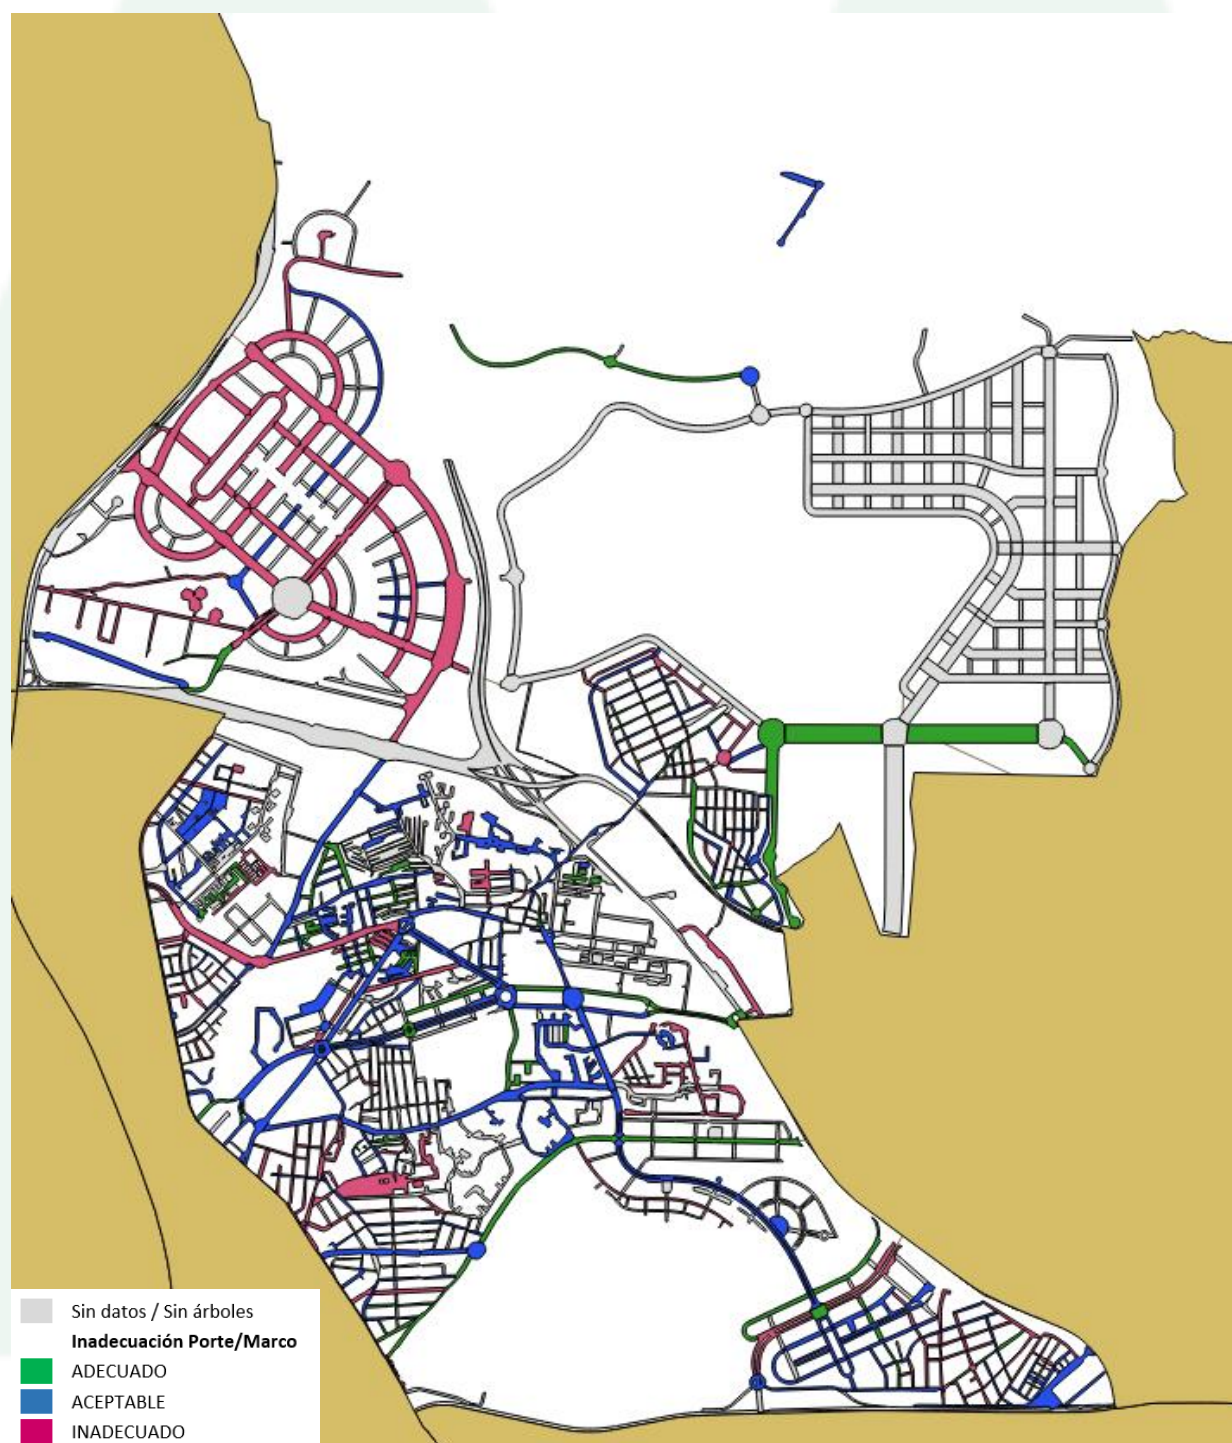 Sin datos / Sin árboles
Inadecuación Porte/Marco
ADECUADO
ACEPTABLE
INADECUADO